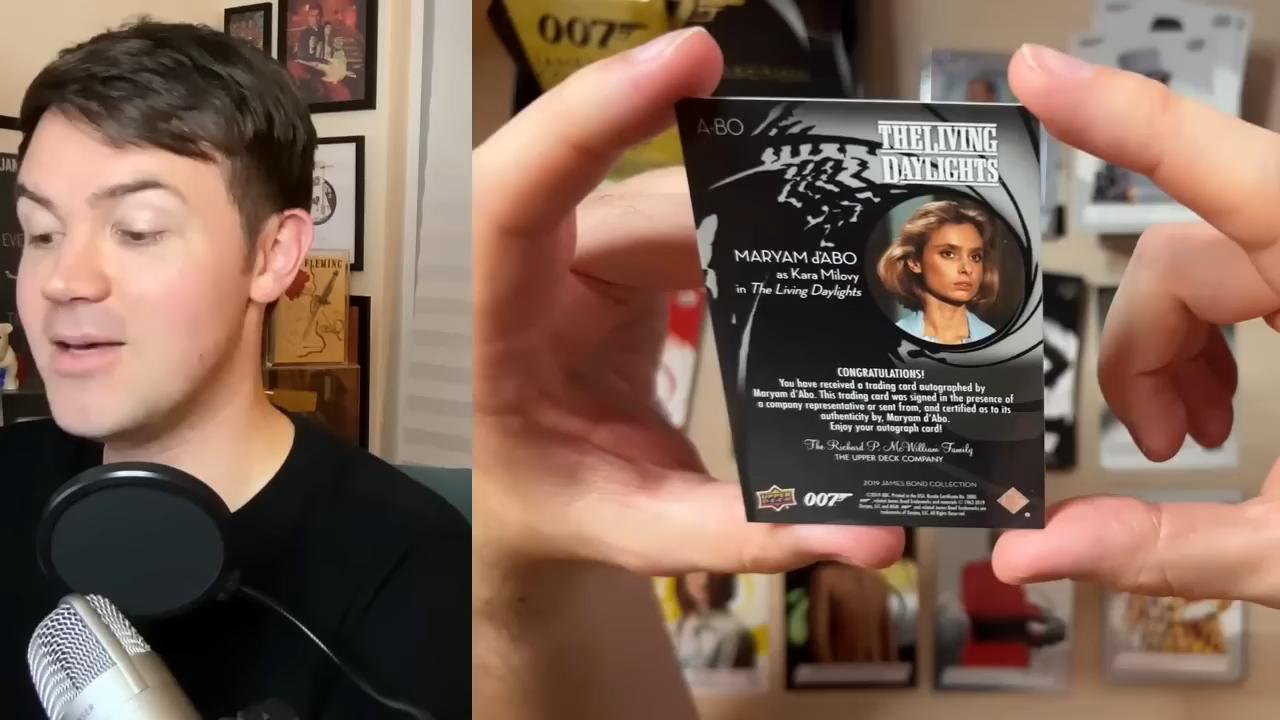 007
FLEMING
A-BO
THE LIVING
DAYLIGHTS
MARYAM d'ABO
as Kara Milovy
in The Living Daylights
CONGRATULATIONS!
You have received a trading card autographed by
Maryam d'Abo. This trading card was signed in the presence of
a company representative or sent from, and certified as to its
authenticity by, Maryam d'Abo.
Enjoy your autograph card!
The Richard P. McWilliam Family
THE UPPER DECK COMPANY
2019 JAMES BOND COLLECTION
UPPER
DECK
007